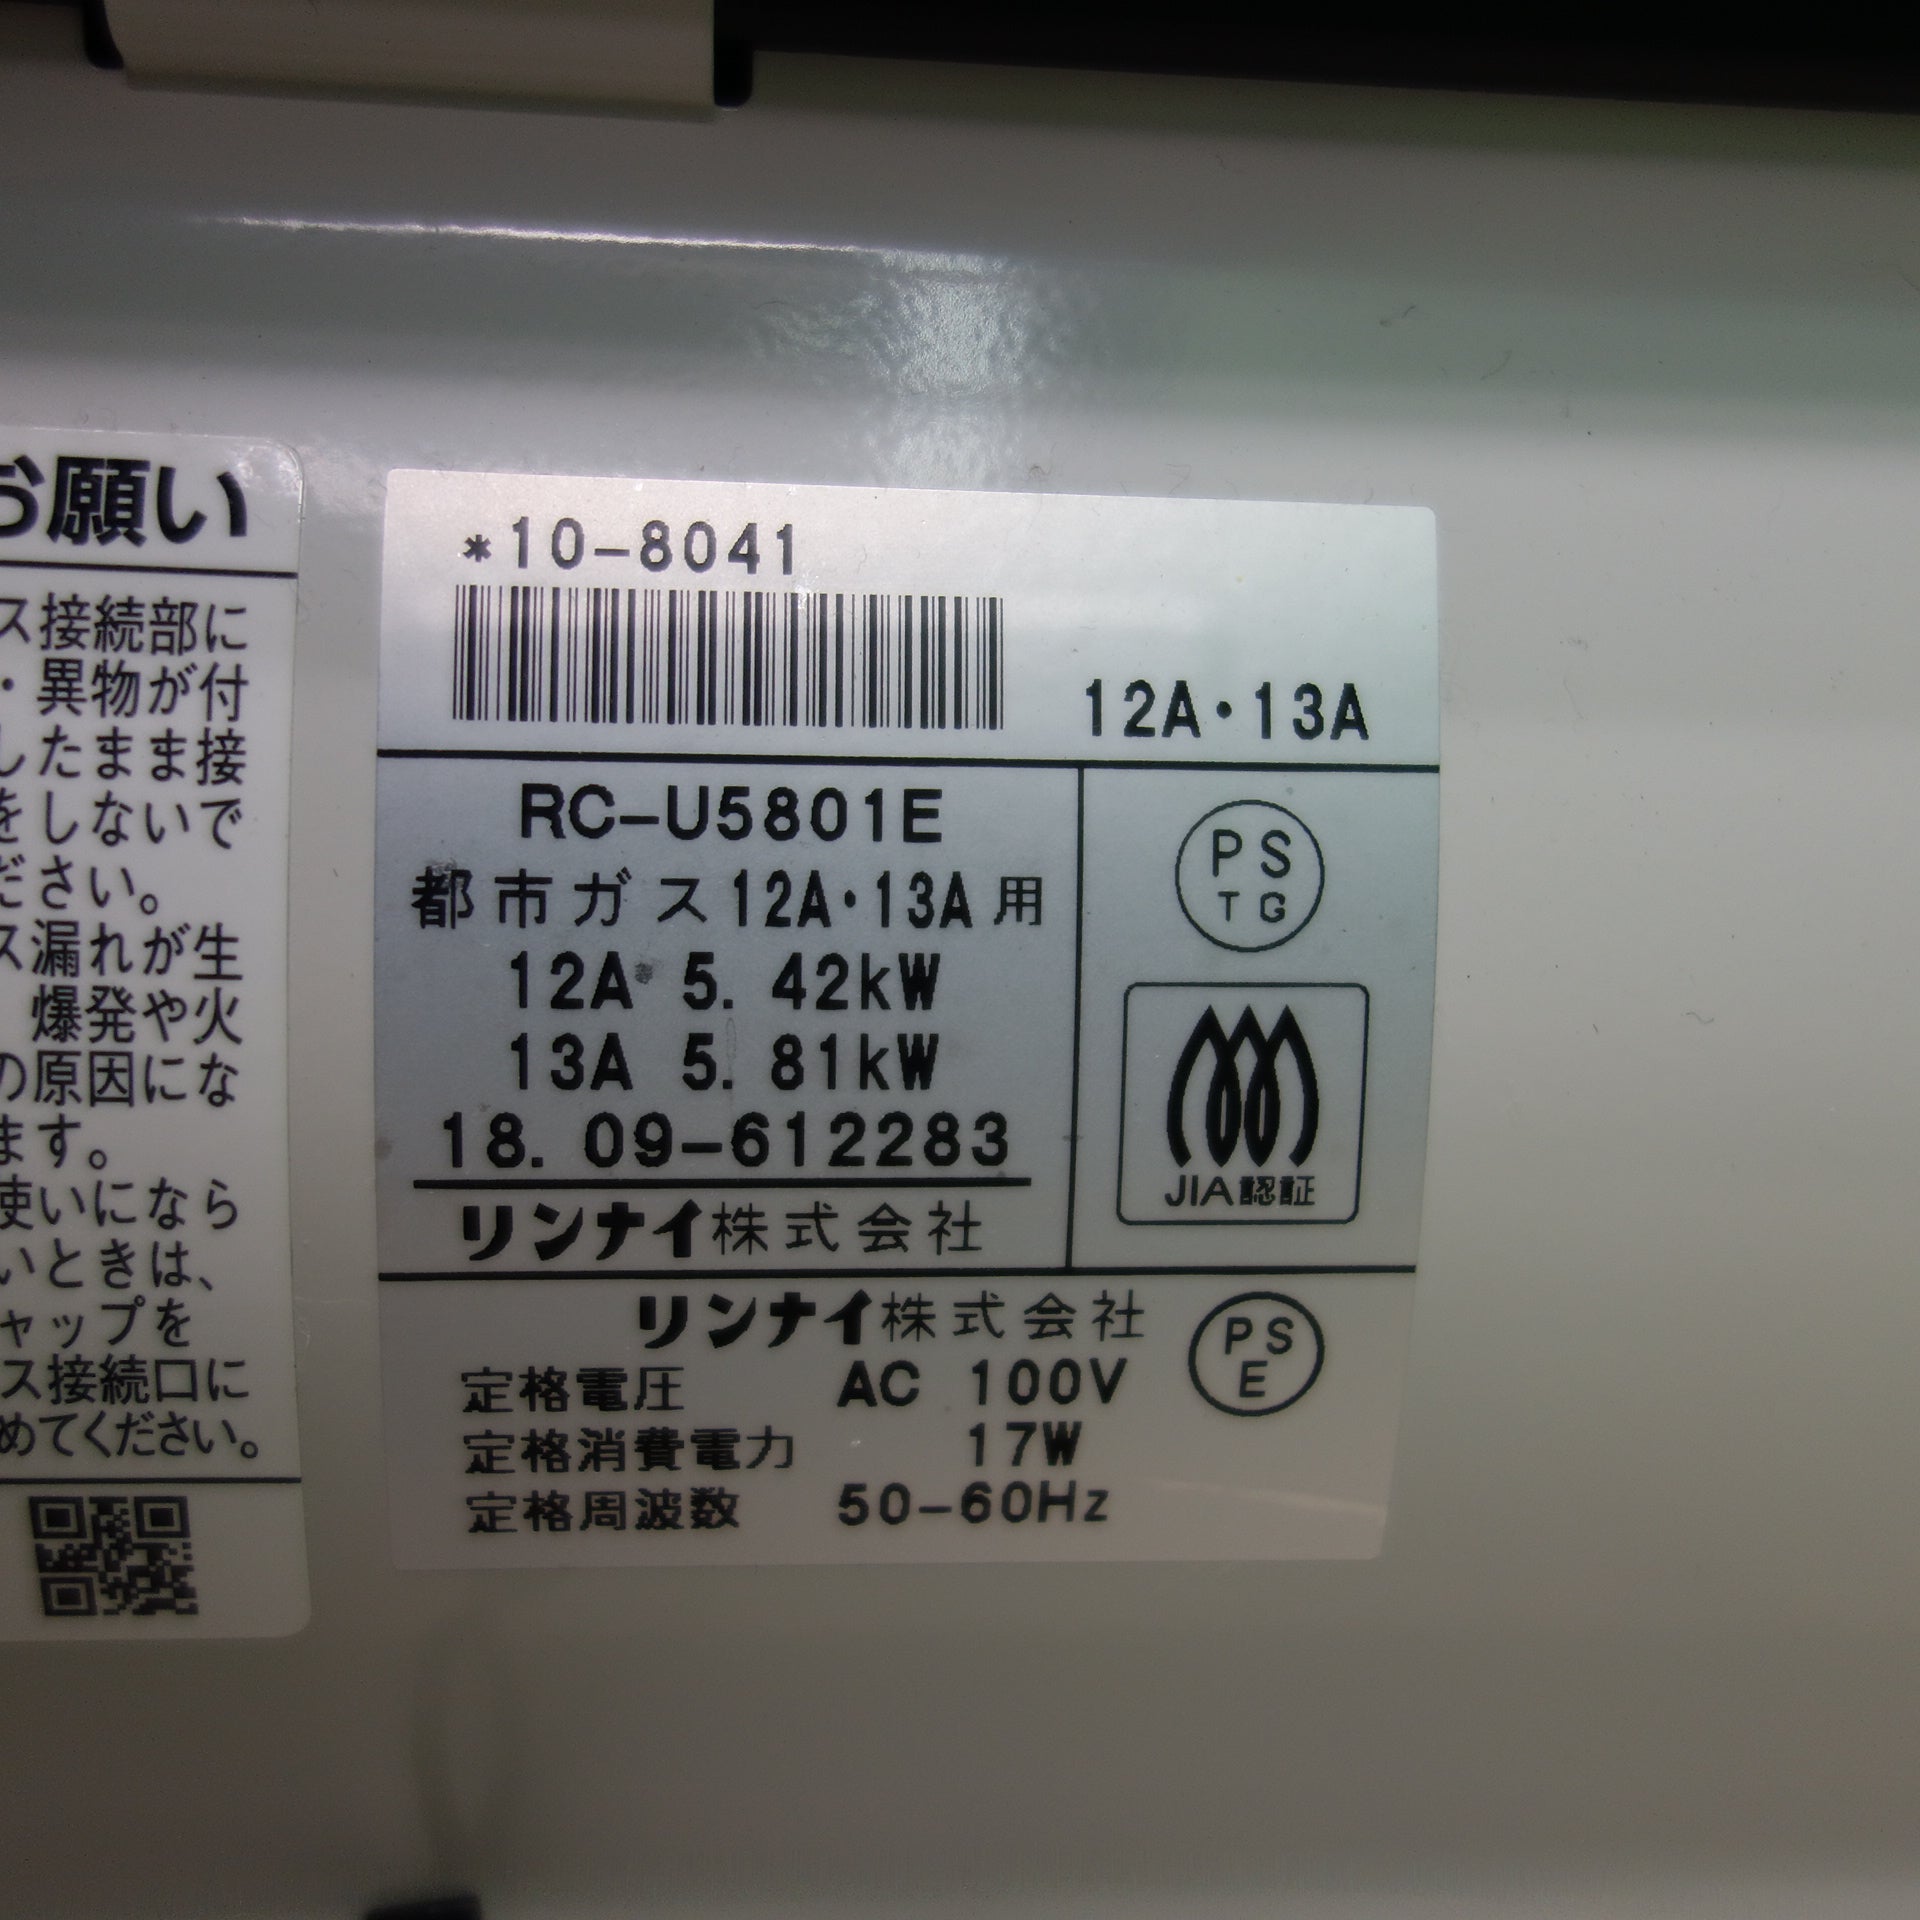 お願い
ス接続部に
・異物が付
したまま接
をしないで
ださい。
ス漏れが生
爆発や火
の原因にな
ます。
使いになら
いときは、
ャップを
ス接続口に
めてください。
*10-8041
12A・13A
RC-U5801E
都市ガス12A・13A用
12A 5.42kW
13A 5.81kW
18.09-612283
リンナイ株式会社
PS
TG
JIA認証
リンナイ株式会社
PS
E
定格電圧 AC 100V
定格消費電力 17W
定格周波数 50-60Hz